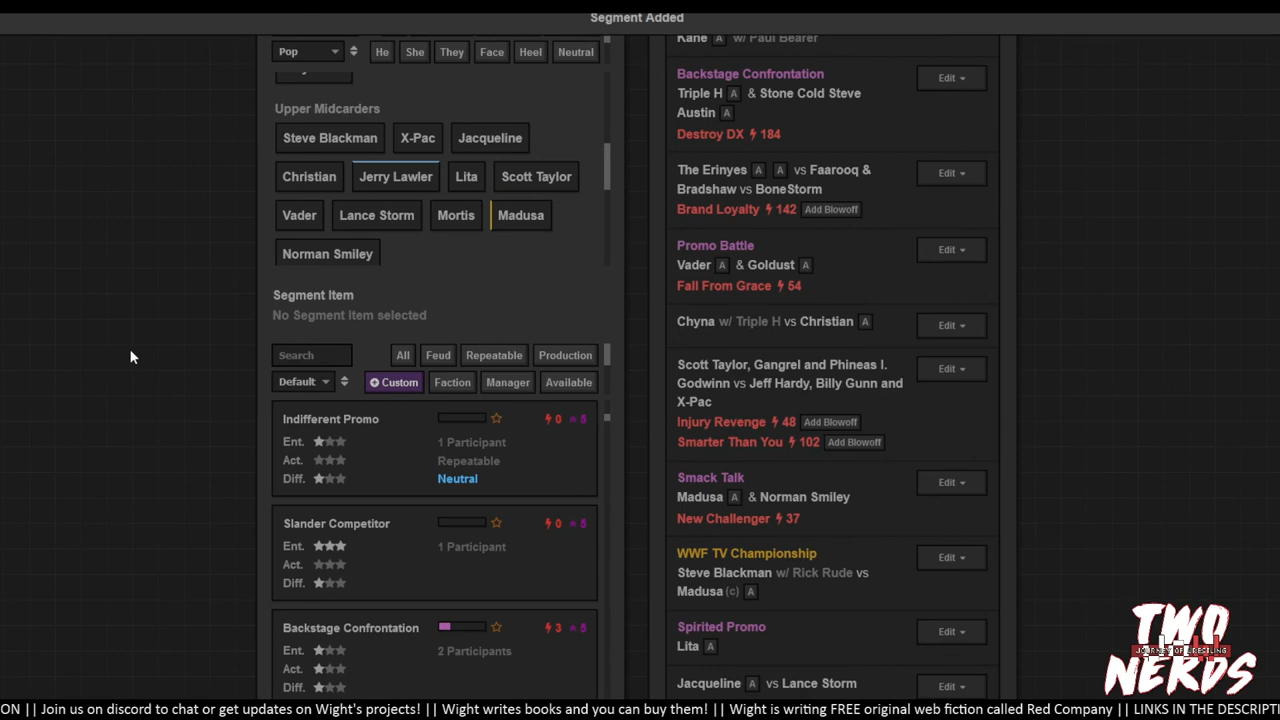 Segment Added
Pop
He
She
They
Face
Heel
Neutral
Upper Midcarders
Steve Blackman
X-Pac
Jacqueline
Christian
Jerry Lawler
Lita
Scott Taylor
Vader
Lance Storm
Mortis
Madusa
Norman Smiley
Segment Item
No Segment Item selected
Search
All
Feud
Repeatable
Production
Default
Custom
Faction
Manager
Available
Indifferent Promo
0
5
Ent.
1 Participant
Act.
Repeatable
Diff.
Neutral
Slander Competitor
0
5
Ent.
1 Participant
Act.
Diff.
Backstage Confrontation
3
5
Ent.
2 Participants
Act.
Diff.
Kane A w/ Paul Bearer
Backstage Confrontation
Edit
Triple H A & Stone Cold Steve
Austin A
Destroy DX 184
The Erinyes A A vs Faarooq &
Edit
Bradshaw vs BoneStorm
Brand Loyalty 142 Add Blowoff
Promo Battle
Edit
Vader A & Goldust A
Fall From Grace 54
Chyna w/ Triple H vs Christian A
Edit
Scott Taylor, Gangrel and Phineas I.
Edit
Godwinn vs Jeff Hardy, Billy Gunn and
X-Pac
Injury Revenge 48 Add Blowoff
Smarter Than You 102 Add Blowoff
Smack Talk
Edit
Madusa A & Norman Smiley
New Challenger 37
WWF TV Championship
Edit
Steve Blackman w/ Rick Rude vs
Madusa (c) A
Spirited Promo
Edit
Lita A
Jacqueline A vs Lance Storm
Edit
TWO
JOURNEY OF WRESTLING
NERDS
ON || Join us on discord to chat or get updates on Wight's projects! || Wight writes books and you can buy them! || Wight is writing FREE original web fiction called Red Company || LINKS IN THE DESCRIPT